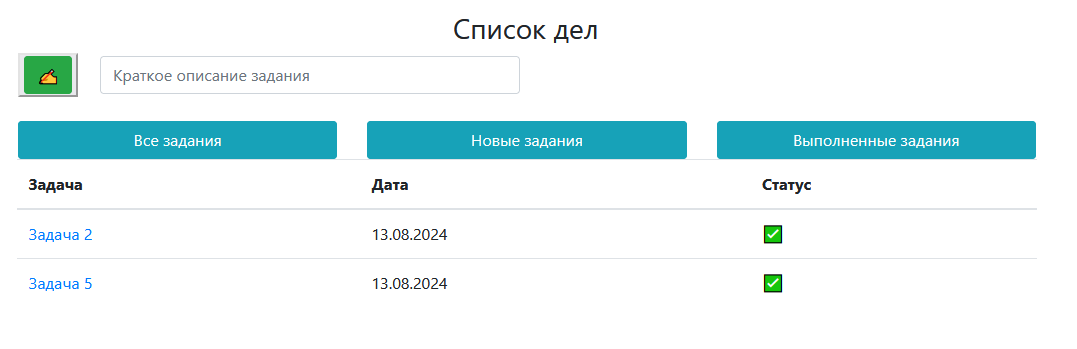 Список дел
Краткое описание задания
Все задания Новые задания Выполненные задания
Задача Дата Статус
Задача 2 13.08.2024
Задача 5 13.08.2024